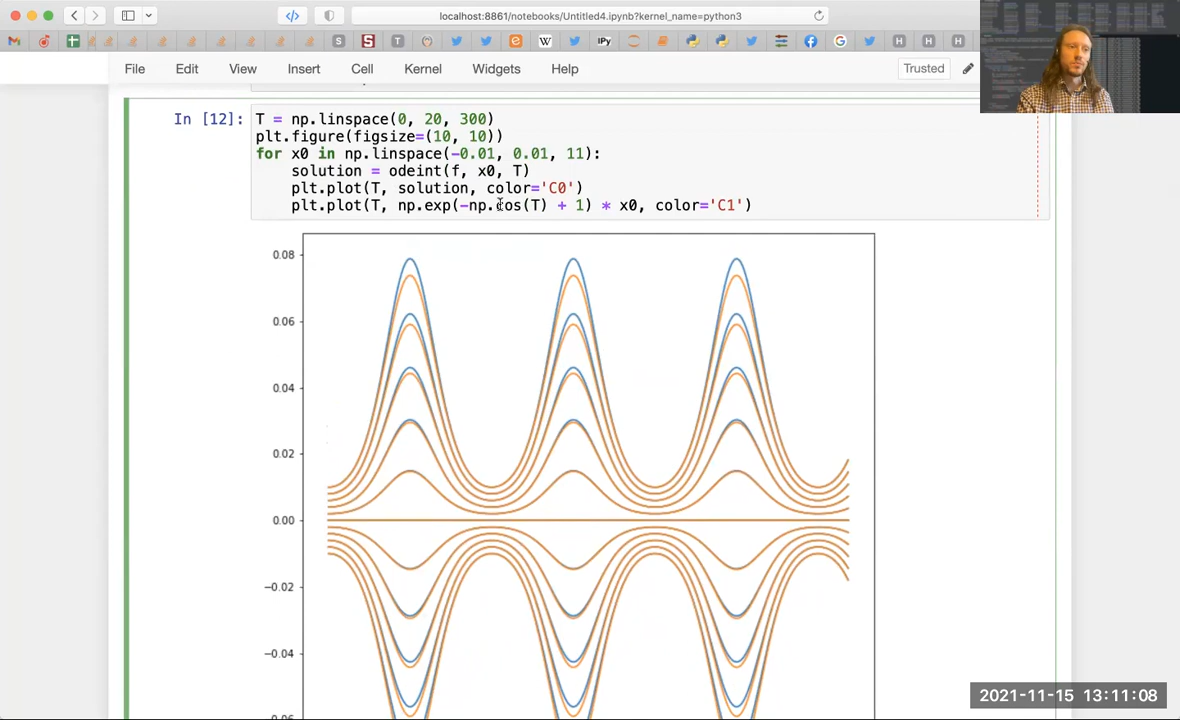 localhost:8861/notebooks/Untitled4.ipynb?kernel_name=python3
S S T e W IPy G H H H
File Edit View Insert Cell Kernel Widgets Help Trusted
In [12]:
T = np.linspace(0, 20, 300)
plt.figure(figsize=(10, 10))
for x0 in np.linspace(-0.01, 0.01, 11):
solution = odeint(f, x0, T)
plt.plot(T, solution, color='C0')
plt.plot(T, np.exp(-np.cos(T) + 1) * x0, color='C1')
0.08
0.06
0.04
0.02
0.00
−0.02
−0.04
2021-11-15 13:11:08